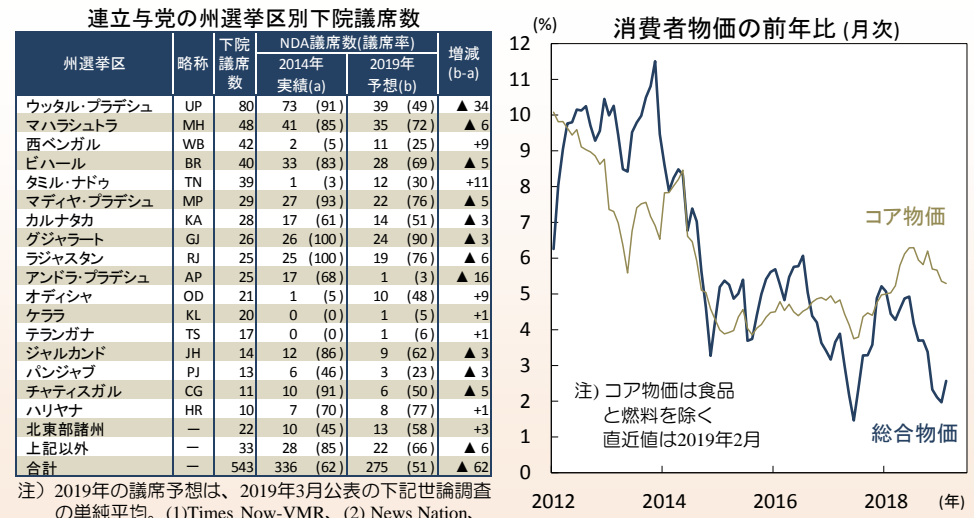 連立与党の州選挙区別下院議席数
州選挙区 略称 下院議席数 NDA議席数(議席率) 増減(b-a)
2014年実績(a) 2019年予想(b)
ウッタル・プラデシュ UP 80 73 (91) 39 (49) ▲ 34
マハラシュトラ MH 48 41 (85) 35 (72) ▲ 6
西ベンガル WB 42 2 (5) 11 (25) +9
ビハール BR 40 33 (83) 28 (69) ▲ 5
タミル・ナドゥ TN 39 1 (3) 12 (30) +11
マディヤ・プラデシュ MP 29 27 (93) 22 (76) ▲ 5
カルナタカ KA 28 17 (61) 14 (51) ▲ 3
グジャラート GJ 26 26 (100) 24 (90) ▲ 3
ラジャスタン RJ 25 25 (100) 19 (76) ▲ 6
アンドラ・プラデシュ AP 25 17 (68) 1 (3) ▲ 16
オディシャ OD 21 1 (5) 10 (48) +9
ケララ KL 20 0 (0) 1 (5) +1
テランガナ TS 17 0 (0) 1 (6) +1
ジャルカンド JH 14 12 (86) 9 (62) ▲ 3
パンジャブ PJ 13 6 (46) 3 (23) ▲ 3
チャティスガル CG 11 10 (91) 6 (50) ▲ 5
ハリヤナ HR 10 7 (70) 8 (77) +1
北東部諸州 － 22 10 (45) 13 (58) +3
上記以外 － 33 28 (85) 22 (66) ▲ 6
合計 － 543 336 (62) 275 (51) ▲ 62
注）2019年の議席予想は、2019年3月公表の下記世論調査
の単純平均。(1)Times Now-VMR、(2) News Nation、
消費者物価の前年比 (月次)
(%)
12
11
10
9
8
7
6
5
4
3
2
1
0
コア物価
総合物価
注) コア物価は食品
と燃料を除く
直近値は2019年2月
2012 2014 2016 2018 (年)